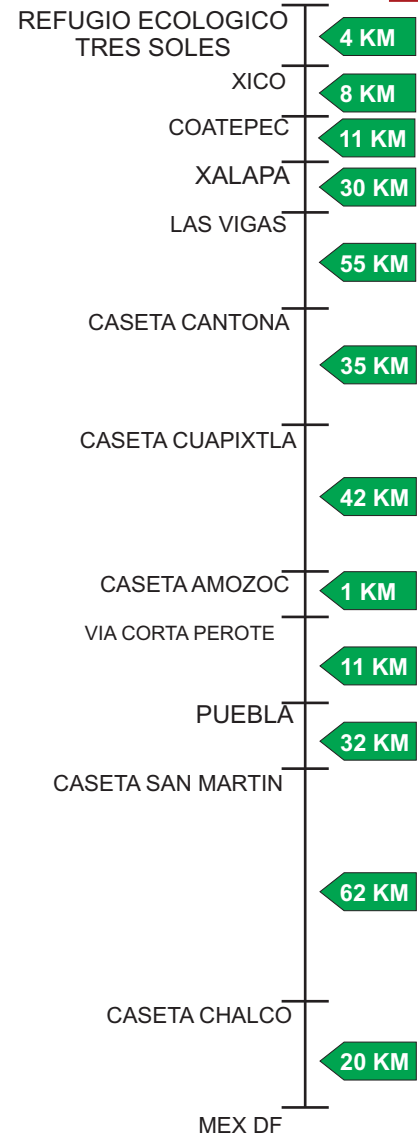 REFUGIO ECOLOGICO
TRES SOLES
4 KM
XICO
8 KM
COATEPEC
11 KM
XALAPA
30 KM
LAS VIGAS
55 KM
CASETA CANTONA
35 KM
CASETA CUAPIXTLA
42 KM
CASETA AMOZOC
1 KM
VIA CORTA PEROTE
11 KM
PUEBLA
32 KM
CASETA SAN MARTIN
62 KM
CASETA CHALCO
20 KM
MEX DF